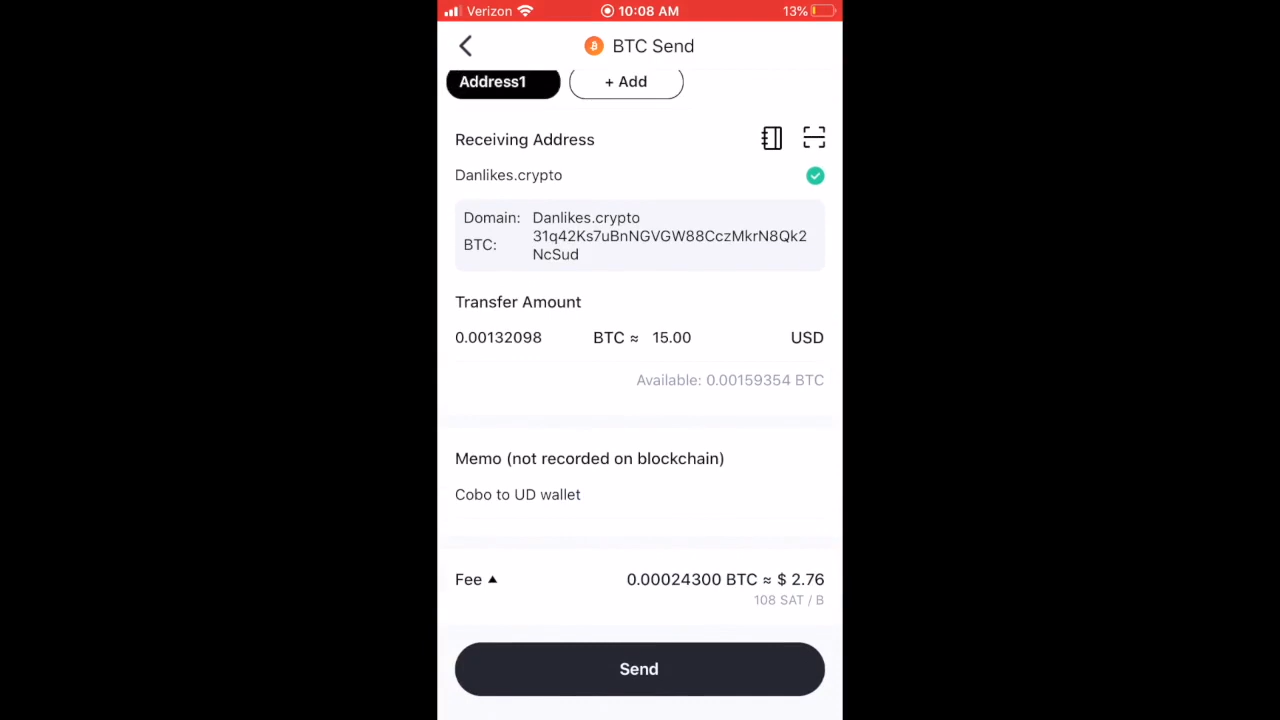 Verizon 10:08 AM 13%
BTC Send
Address1 + Add
Receiving Address
Danlikes.crypto
Domain: Danlikes.crypto
BTC: 31q42Ks7uBnNGVGW88CczMkrN8Qk2
NcSud
Transfer Amount
0.00132098 BTC ≈ 15.00 USD
Available: 0.00159354 BTC
Memo (not recorded on blockchain)
Cobo to UD wallet
Fee ▲ 0.00024300 BTC ≈ $ 2.76
108 SAT / B
Send